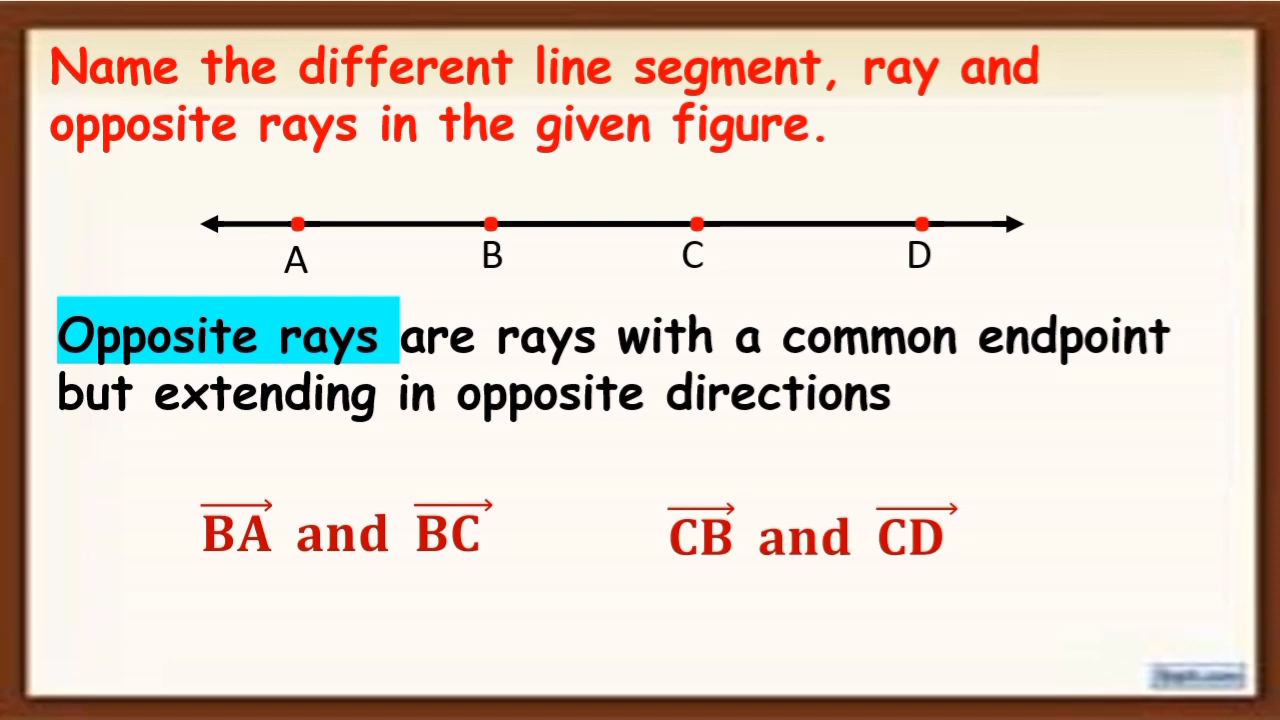 Name the different line segment, ray and
opposite rays in the given figure.
A B C D
Opposite rays are rays with a common endpoint
but extending in opposite directions
BA and BC CB and CD